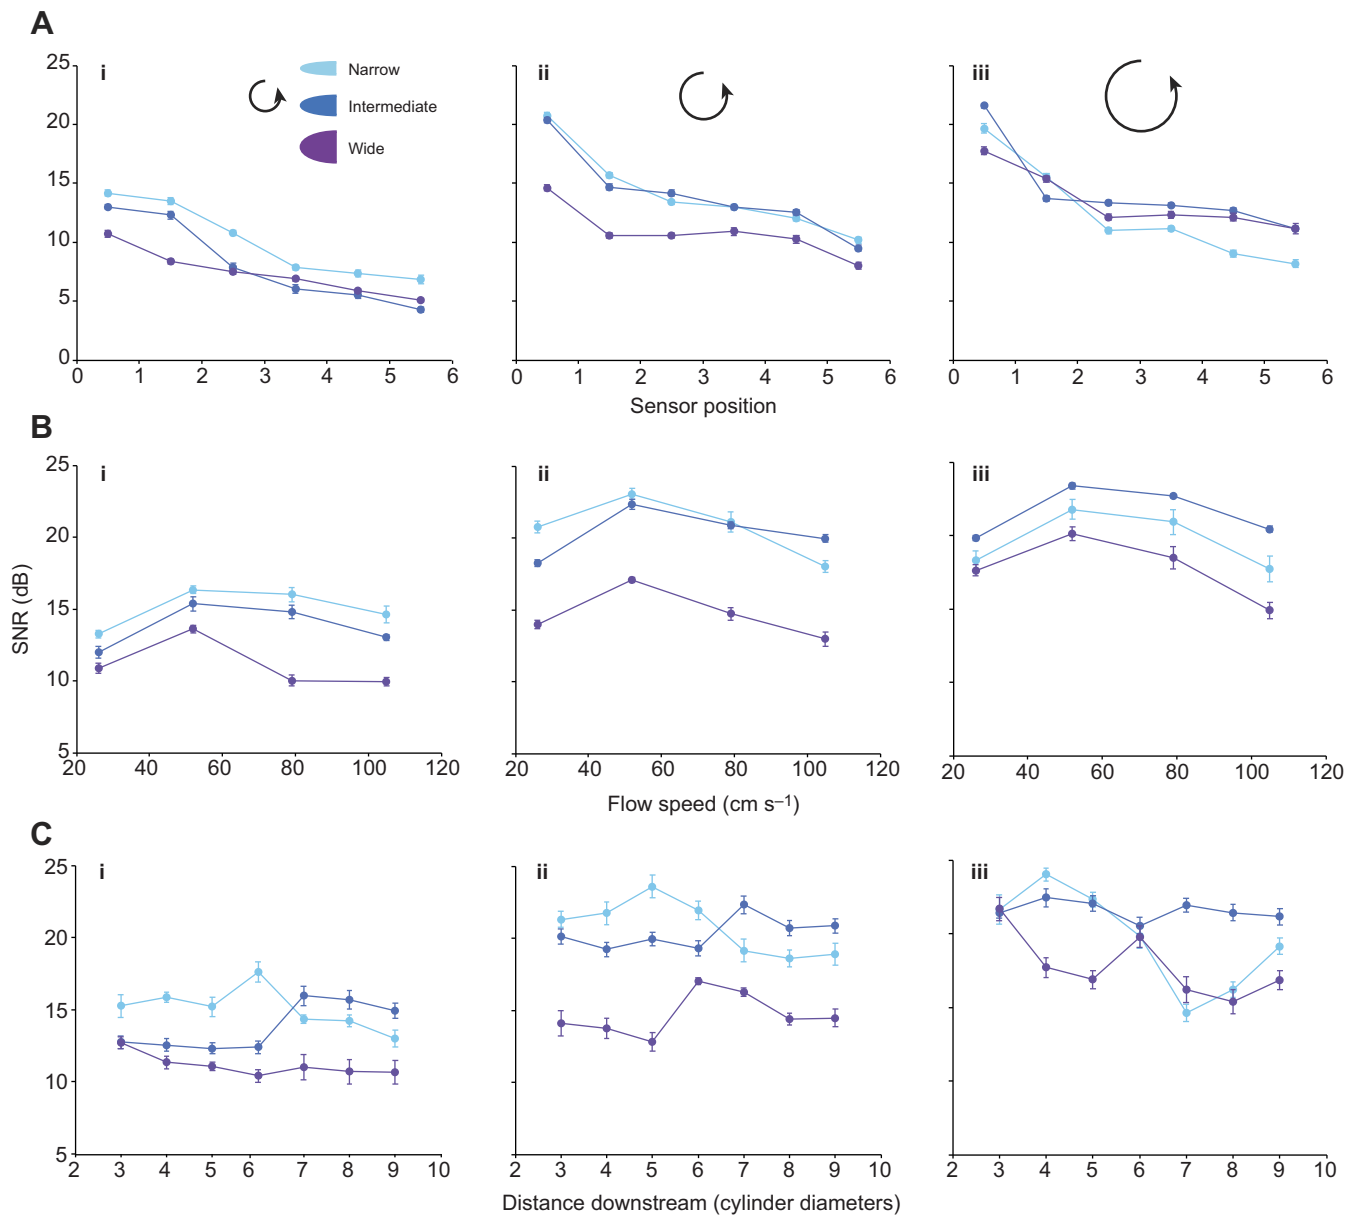 A
i
ii
iii
Narrow
Intermediate
Wide
25
20
15
10
5
0
0 1 2 3 4 5 6
0 1 2 3 4 5 6
0 1 2 3 4 5 6
Sensor position
B
i
ii
iii
SNR (dB)
25
20
15
10
5
20 40 60 80 100 120
20 40 60 80 100 120
20 40 60 80 100 120
Flow speed (cm s–1)
C
i
ii
iii
25
20
15
10
5
2 3 4 5 6 7 8 9 10
2 3 4 5 6 7 8 9 10
2 3 4 5 6 7 8 9 10
Distance downstream (cylinder diameters)